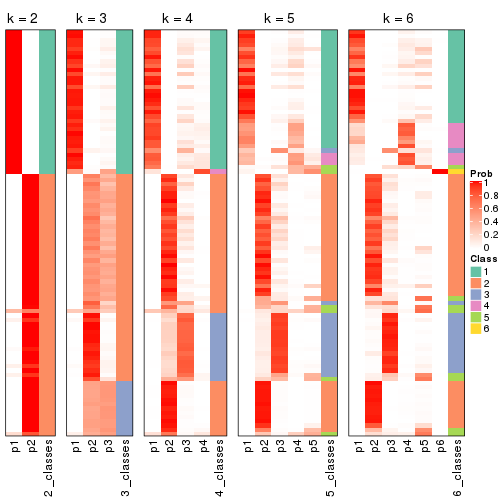 k = 2
k = 3
k = 4
k = 5
k = 6
p1
p2
2_classes
p1
p2
p3
3_classes
p1
p2
p3
p4
4_classes
p1
p2
p3
p4
p5
5_classes
p1
p2
p3
p4
p5
p6
6_classes
Prob
1
0.8
0.6
0.4
0.2
0
Class
1
2
3
4
5
6